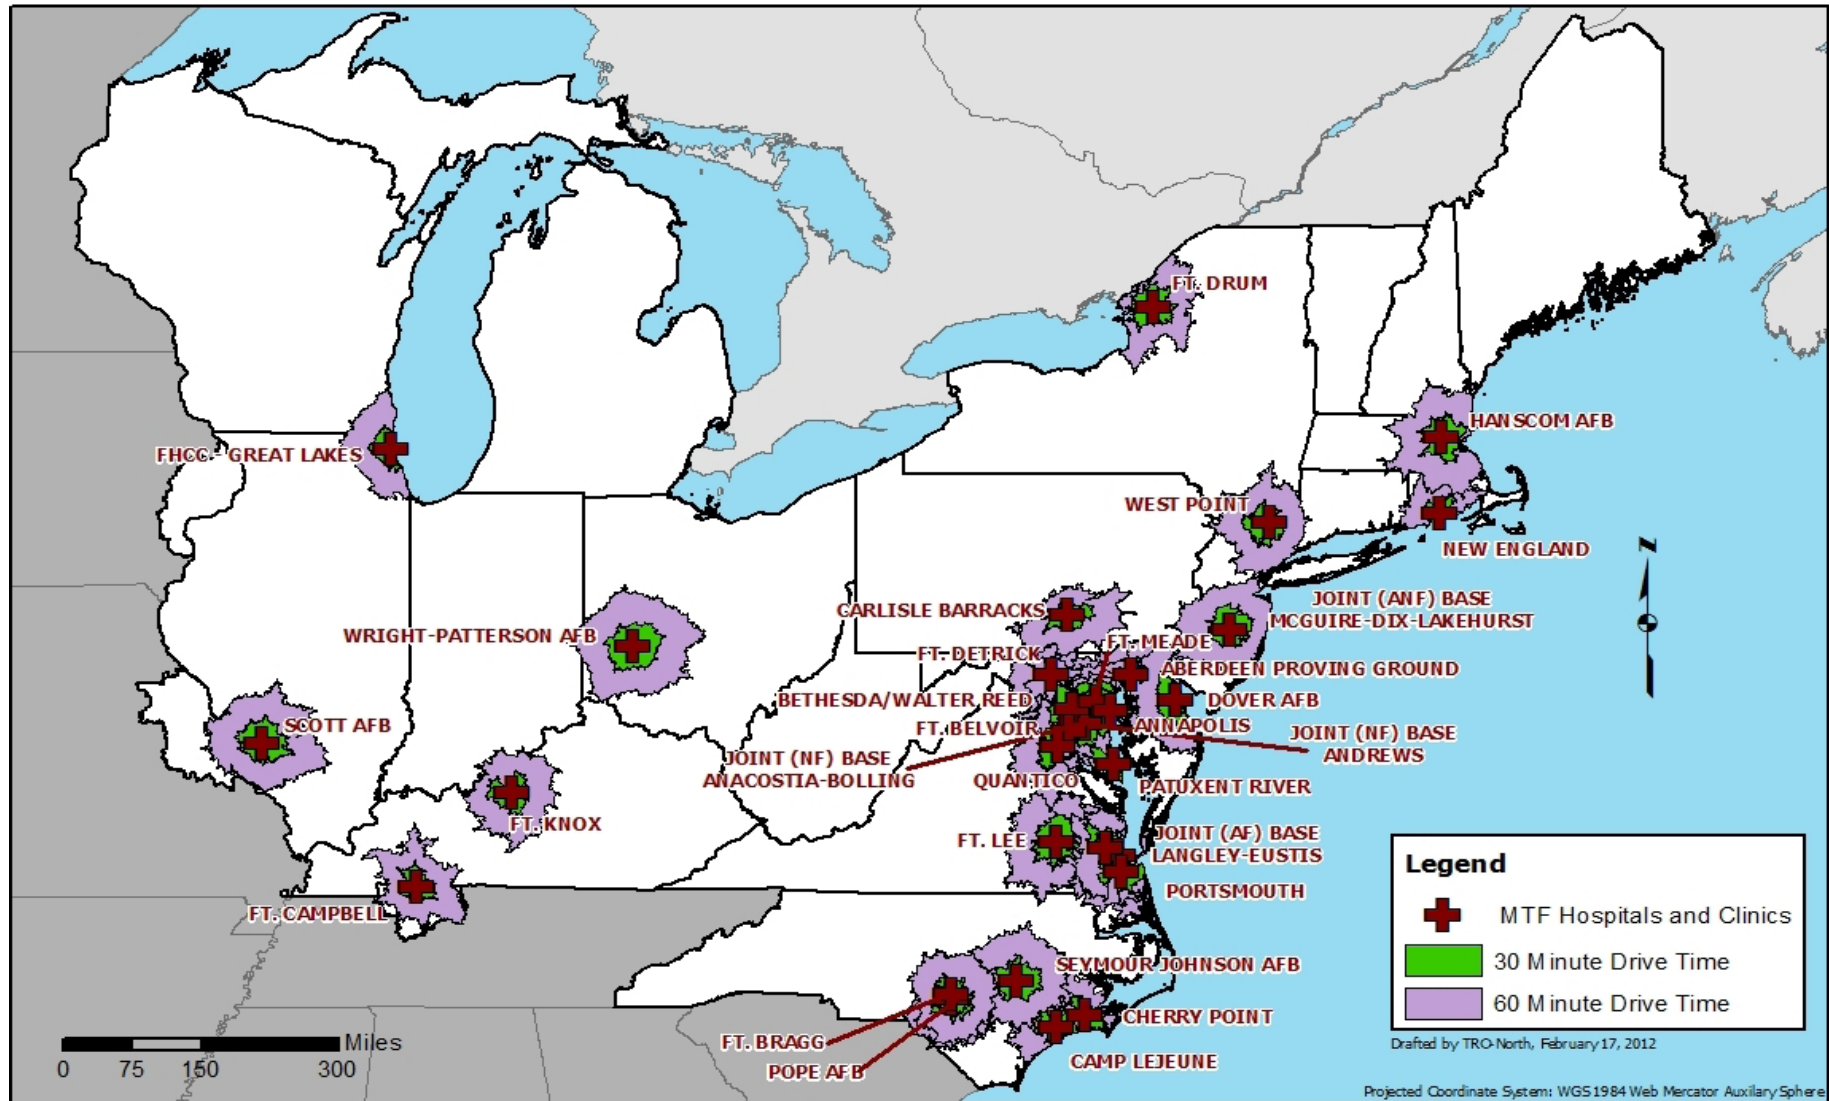 FT. DRUM
HANSCOM AFB
FHCC - GREAT LAKES
WEST POINT
NEW ENGLAND
CARLISLE BARRACKS
JOINT (ANF) BASE
MCGUIRE-DIX-LAKEHURST
WRIGHT-PATTERSON AFB
FT. MEADE
FT. DETRICK
ABERDEEN PROVING GROUND
BETHESDA/WALTER REED
DOVER AFB
SCOTT AFB
FT. BELVOIR
ANNAPOLIS
JOINT (NF) BASE
ANDREWS
JOINT (NF) BASE
ANACOSTIA-BOLLING
QUANTICO
PATUXENT RIVER
FT. KNOX
FT. LEE
JOINT (AF) BASE
LANGLEY-EUSTIS
PORTSMOUTH
FT. CAMPBELL
SEYMOUR JOHNSON AFB
CHERRY POINT
FT. BRAGG
POPE AFB
CAMP LEJEUNE
N
Legend
MTF Hospitals and Clinics
30 Minute Drive Time
60 Minute Drive Time
Drafted by TRO-North, February 17, 2012
Miles
0 75 150 300
Projected Coordinate System: WGS 1984 Web Mercator Auxilary Sphere